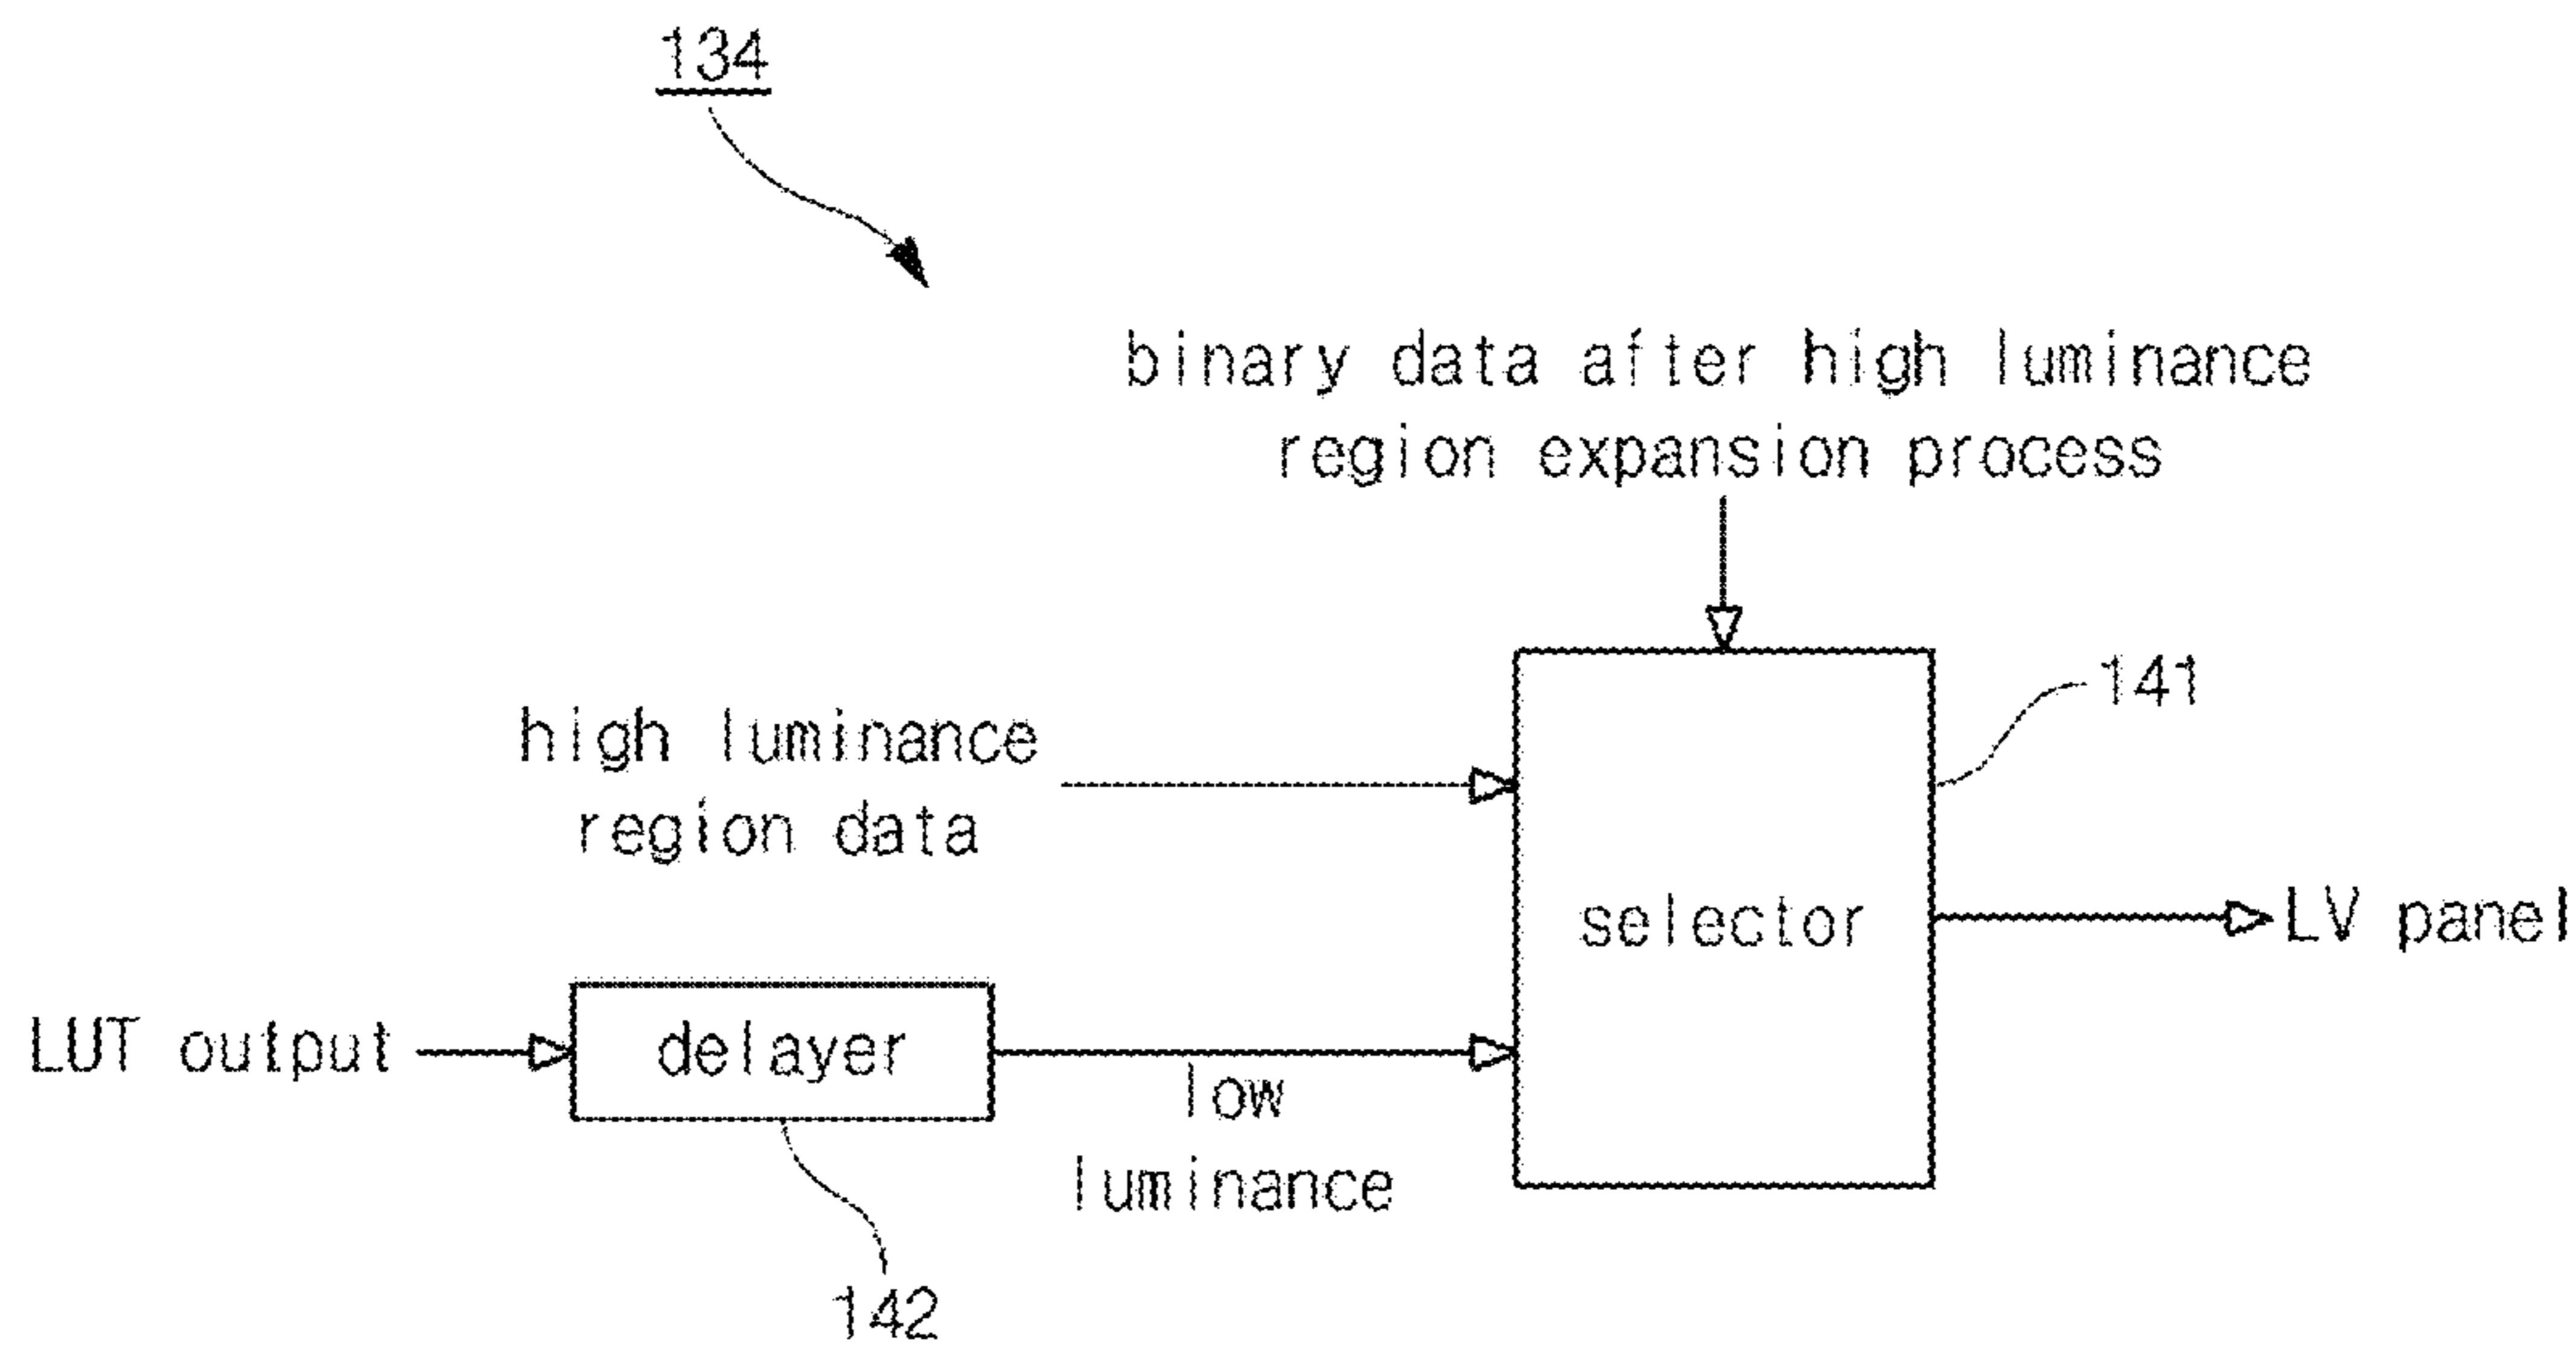 134
binary data after high luminance
region expansion process
141
high luminance
region data
selector
LV panel
LUT output
delayer
low
luminance
142